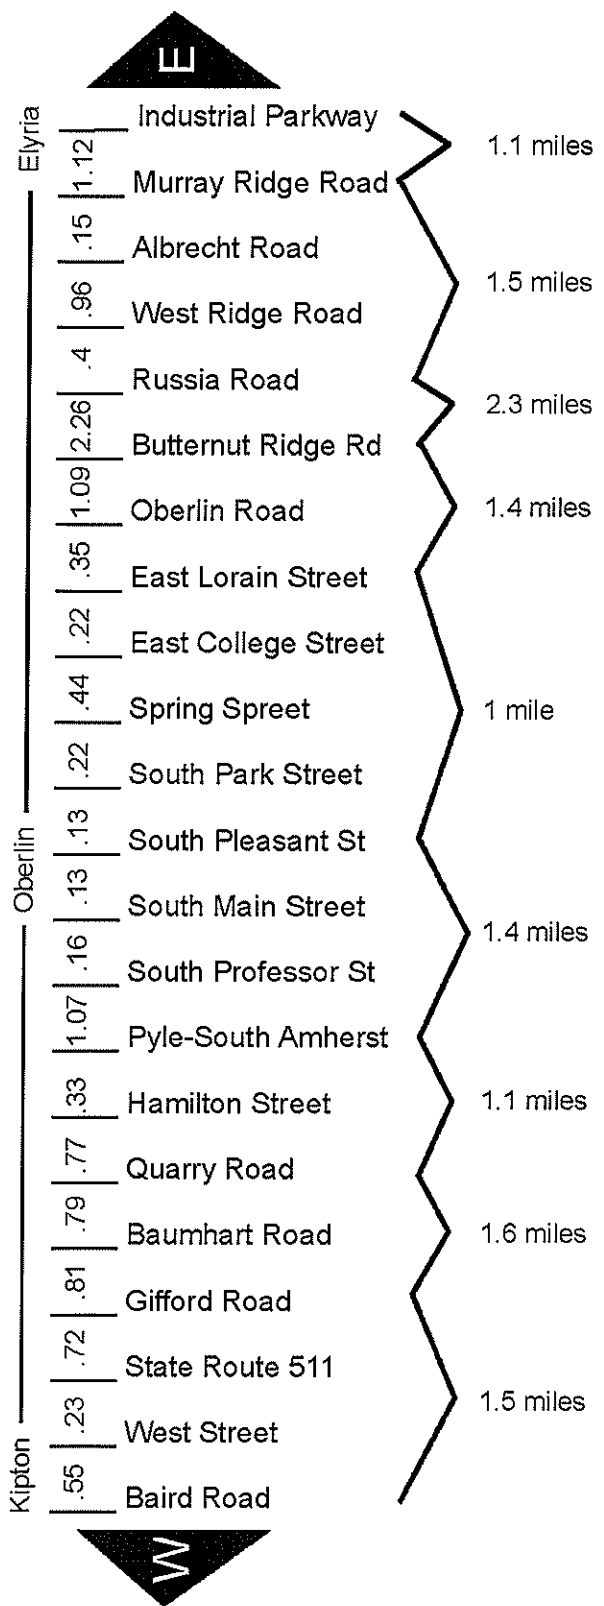 E
Elyria
Industrial Parkway
1.12
1.1 miles
Murray Ridge Road
.15
Albrecht Road
.96
1.5 miles
West Ridge Road
.4
Russia Road
2.26
2.3 miles
Butternut Ridge Rd
1.09
Oberlin Road
1.4 miles
.35
East Lorain Street
.22
East College Street
.44
Spring Spreet
1 mile
.22
South Park Street
.13
Oberlin
South Pleasant St
.13
South Main Street
1.4 miles
.16
South Professor St
1.07
Pyle-South Amherst
.33
Hamilton Street
1.1 miles
.77
Quarry Road
.79
Baumhart Road
1.6 miles
.81
Gifford Road
.72
State Route 511
1.5 miles
.23
West Street
.55
Kipton
Baird Road
W